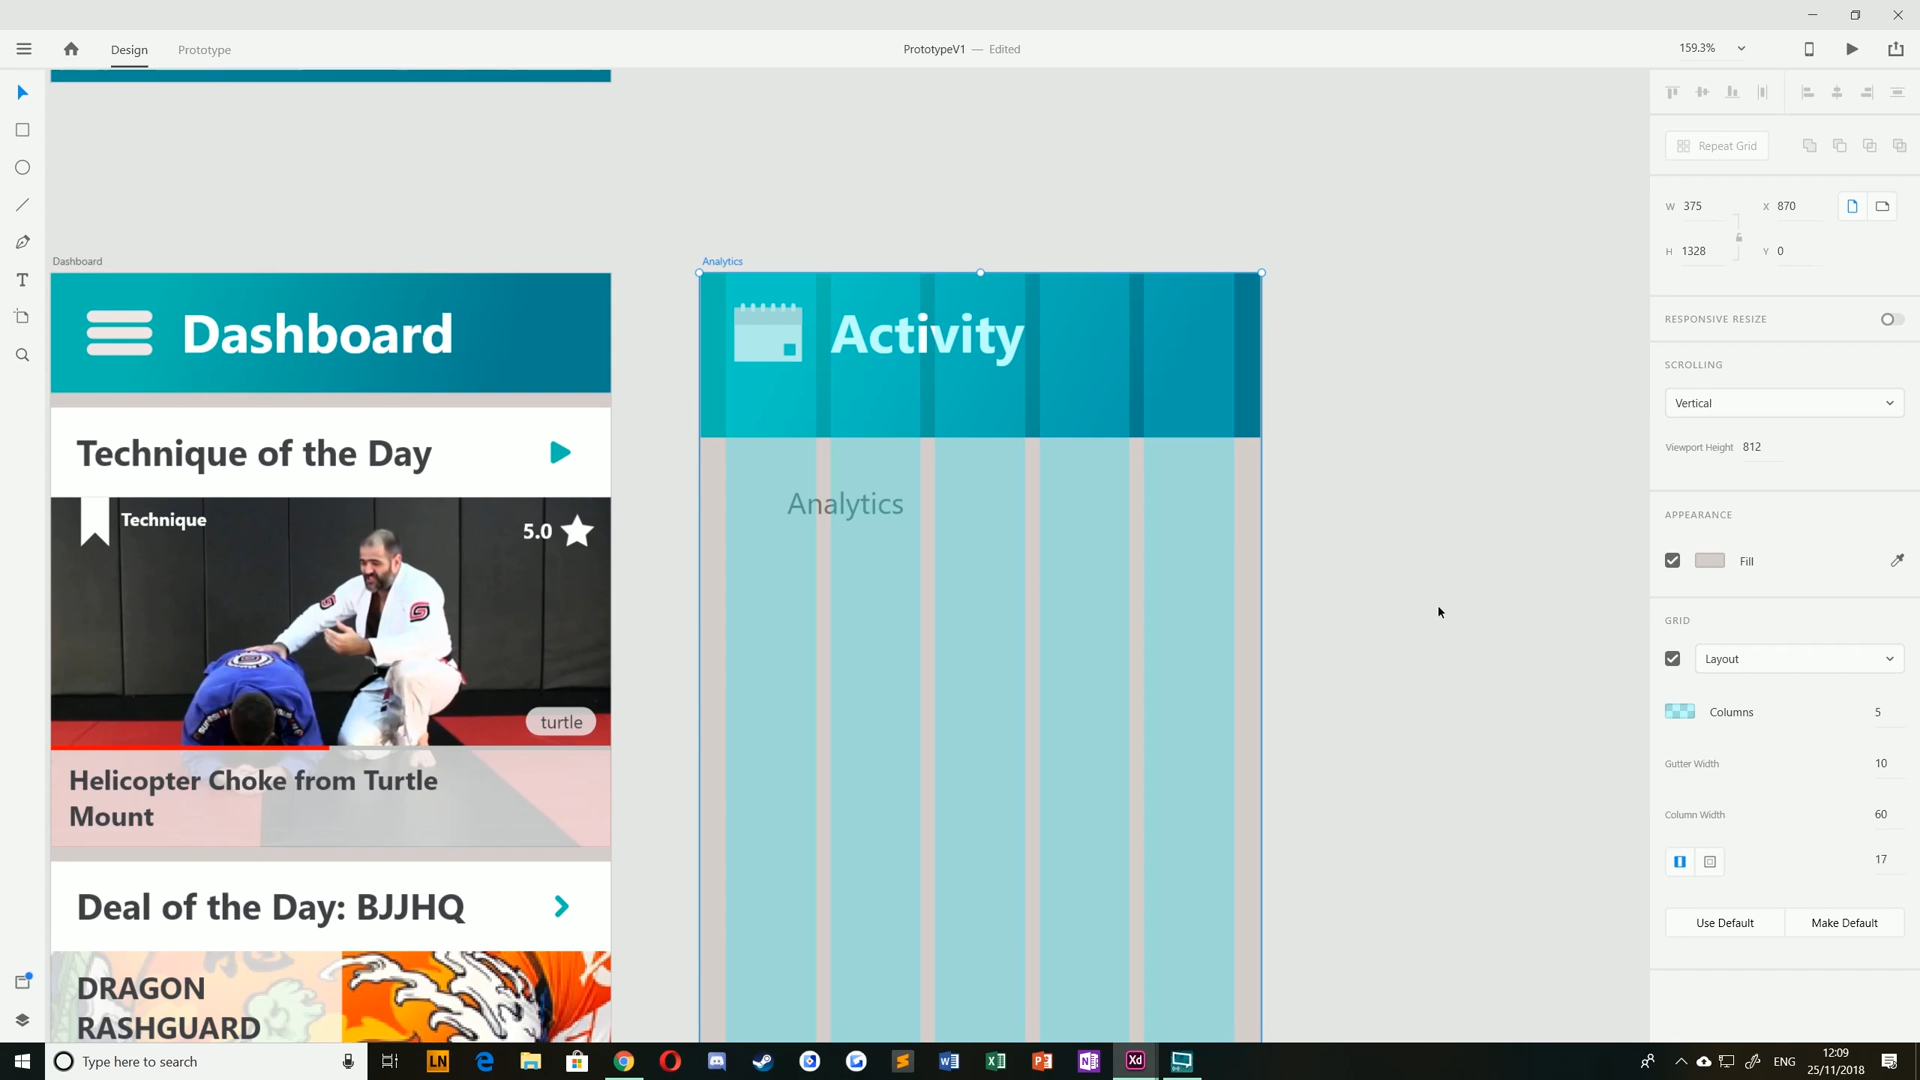 Design
Prototype
PrototypeV1 — Edited
159.3%
Repeat Grid
W 375
X 870
H 1328
Y 0
RESPONSIVE RESIZE
SCROLLING
Vertical
Viewport Height 812
APPEARANCE
Fill
GRID
Layout
Columns 5
Gutter Width 10
Column Width 60
17
Use Default
Make Default
Dashboard
Dashboard
Technique of the Day
Technique
5.0
turtle
Helicopter Choke from Turtle
Mount
Deal of the Day: BJJHQ
DRAGON
RASHGUARD
Analytics
Activity
Analytics
Type here to search
LN
Xd
ENG
12:09
25/11/2018